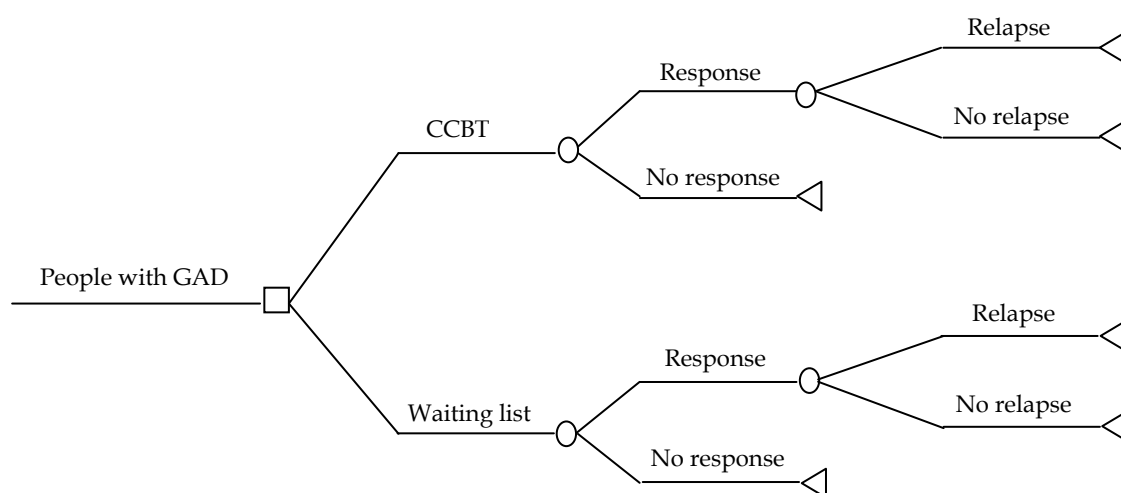 Relapse
Response
No relapse
CCBT
No response
People with GAD
Relapse
Response
No relapse
Waiting list
No response